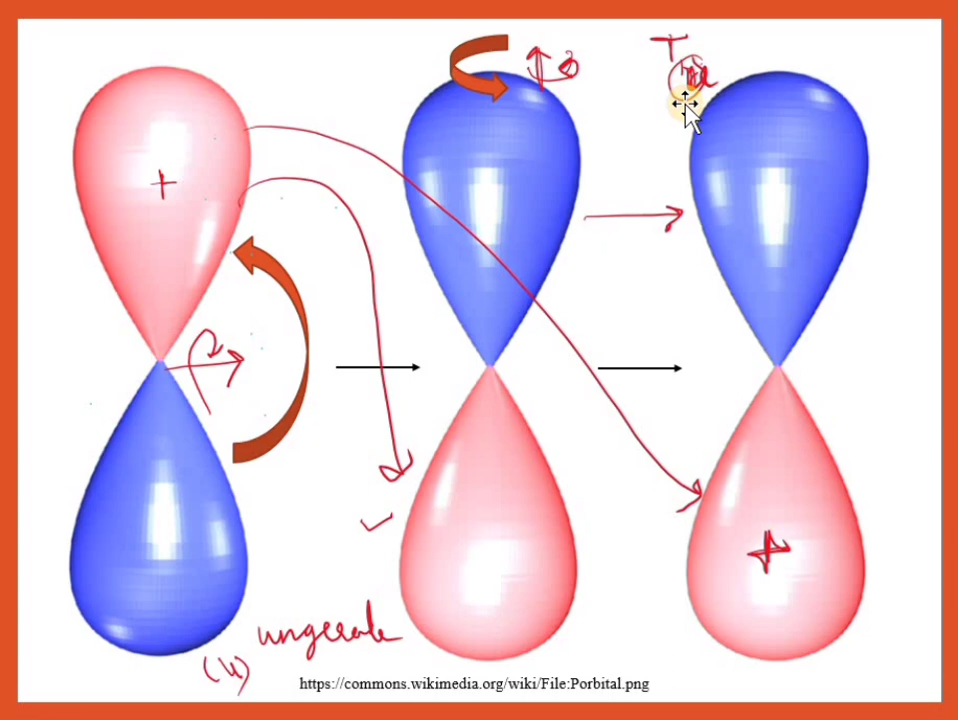 +
T
+
ungerade
(u)
https://commons.wikimedia.org/wiki/File:Porbital.png